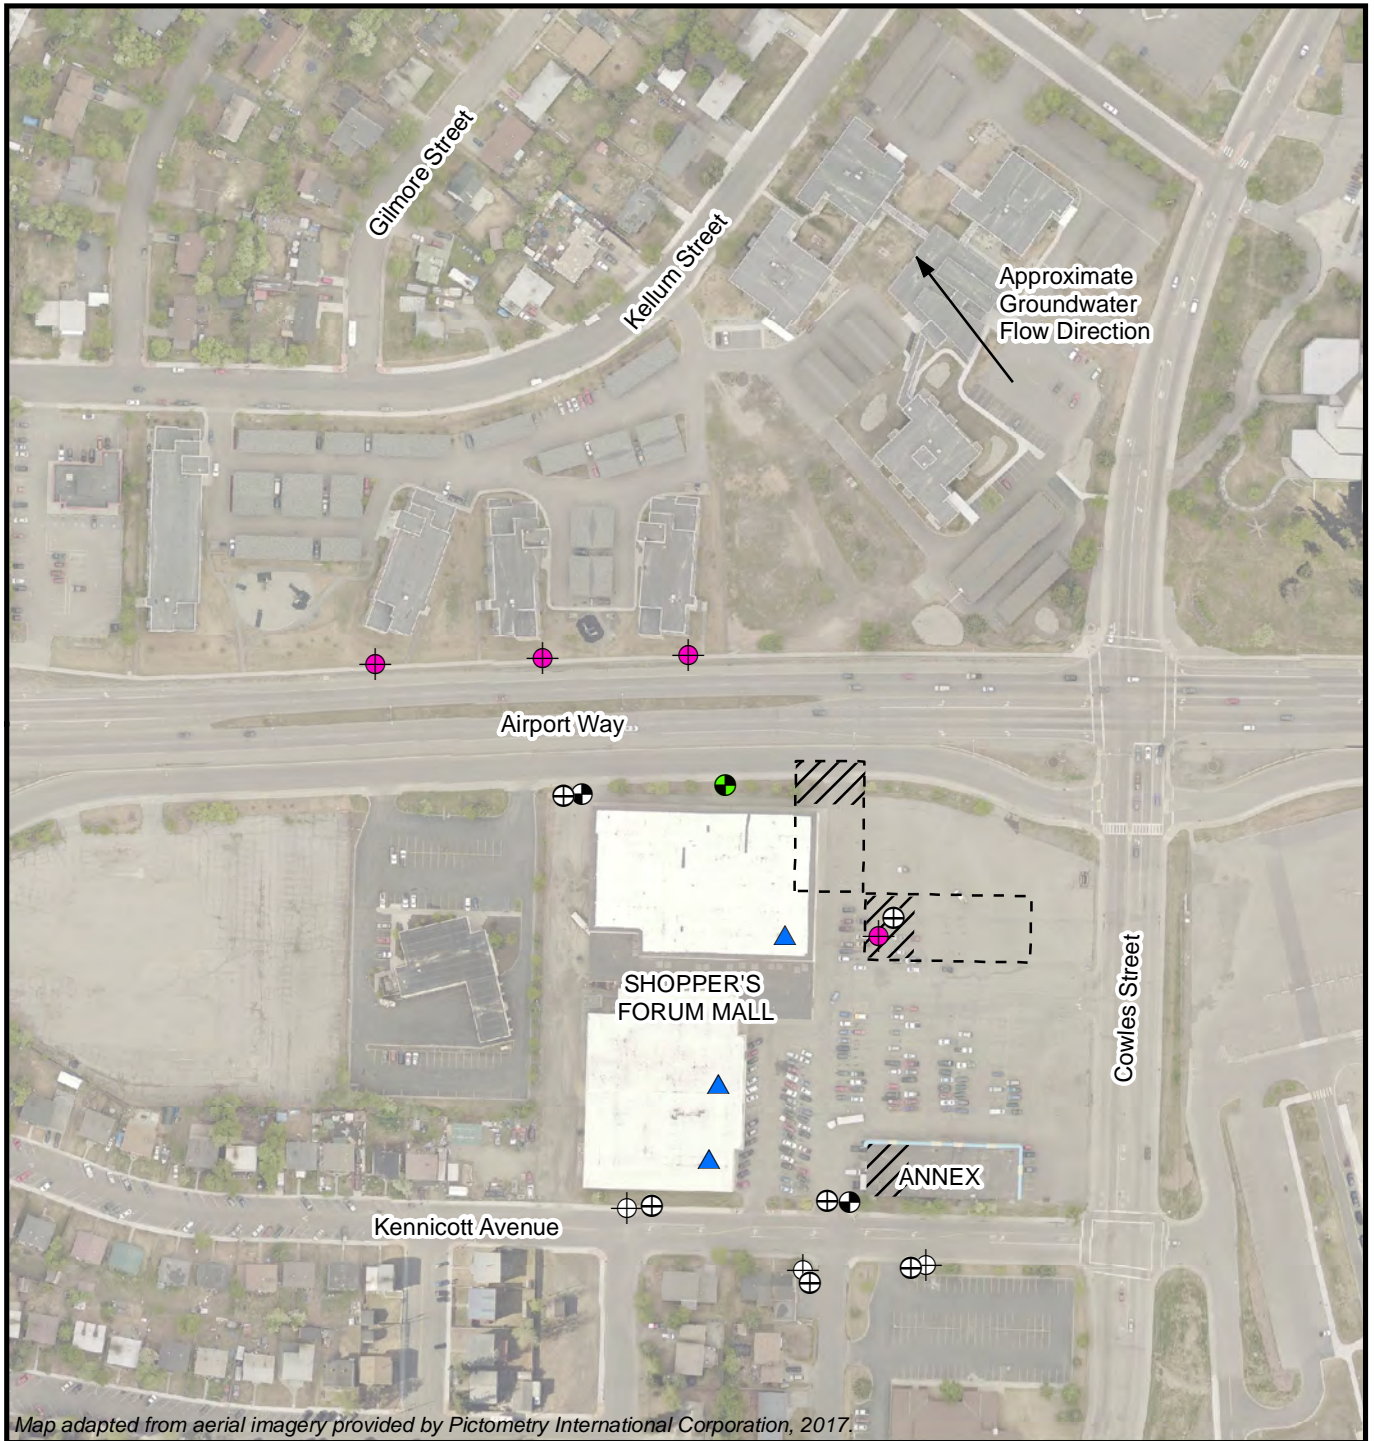 Gilmore Street
Kellum Street
Approximate
Groundwater
Flow Direction
Airport Way
SHOPPER'S
FORUM MALL
Cowles Street
ANNEX
Kennicott Avenue
Map adapted from aerial imagery provided by Pictometry International Corporation, 2017.